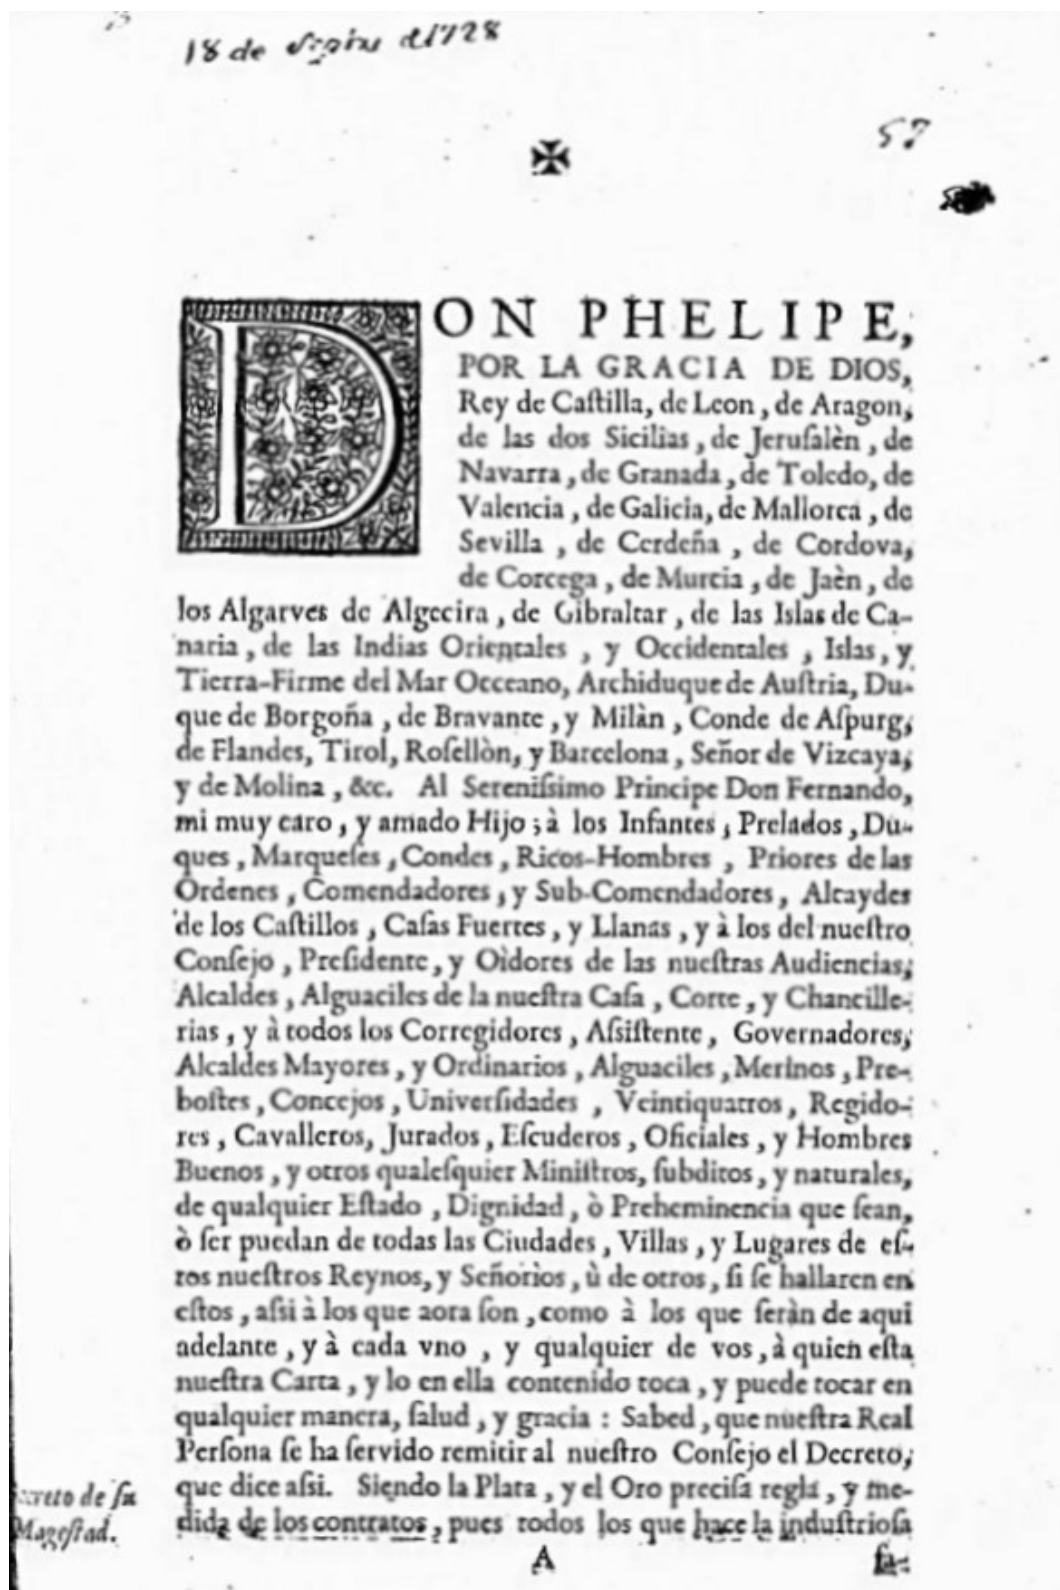 18 de de 1728
57
✠
DON PHELIPE,
POR LA GRACIA DE DIOS,
Rey de Caſtilla, de Leon, de Aragon,
de las dos Sicilias, de Jeruſalèn, de
Navarra, de Granada, de Toledo, de
Valencia, de Galicia, de Mallorca, de
Sevilla, de Cerdeña, de Cordova,
de Corcega, de Murcia, de Jaèn, de
los Algarves de Algecira, de Gibraltar, de las Islas de Ca-
naria, de las Indias Orientales, y Occidentales, Islas, y
Tierra-Firme del Mar Occeano, Archiduque de Auſtria, Du-
que de Borgoña, de Bravante, y Milàn, Conde de Aſpurg,
de Flandes, Tirol, Roſellòn, y Barcelona, Señor de Vizcaya,
y de Molina, &c. Al Sereniſsimo Principe Don Fernando,
mi muy caro, y amado Hijo; à los Infantes, Prelados, Du-
ques, Marqueſes, Condes, Ricos-Hombres, Priores de las
Ordenes, Comendadores, y Sub-Comendadores, Alcaydes
de los Caſtillos, Caſas Fuertes, y Llanas, y à los del nueſtro
Conſejo, Preſidente, y Oìdores de las nueſtras Audiencias,
Alcaldes, Alguaciles de la nueſtra Caſa, Corte, y Chancille-
rias, y à todos los Corregidores, Aſsiſtente, Governadores,
Alcaldes Mayores, y Ordinarios, Alguaciles, Merinos, Pre-
boſtes, Concejos, Univerſidades, Veintiquatros, Regido-
res, Cavalleros, Jurados, Eſcuderos, Oficiales, y Hombres
Buenos, y otros qualeſquier Miniſtros, ſubditos, y naturales,
de qualquier Eſtado, Dignidad, ò Preheminencia que ſean,
ò ſer puedan de todas las Ciudades, Villas, y Lugares de eſ-
tos nueſtros Reynos, y Señorìos, ù de otros, ſi ſe hallaren en
eſtos, aſsi à los que aora ſon, como à los que ſeràn de aqui
adelante, y à cada vno, y qualquier de vos, à quien eſta
nueſtra Carta, y lo en ella contenido toca, y puede tocar en
qualquier manera, ſalud, y gracia: Sabed, que nueſtra Real
Perſona ſe ha ſervido remitir al nueſtro Conſejo el Decreto,
que dice aſsi. Siendo la Plata, y el Oro preciſa regla, y me-
dida de los contratos, pues todos los que hace la induſtrioſa
creto de ſu
Mageſtad.
A
fa-